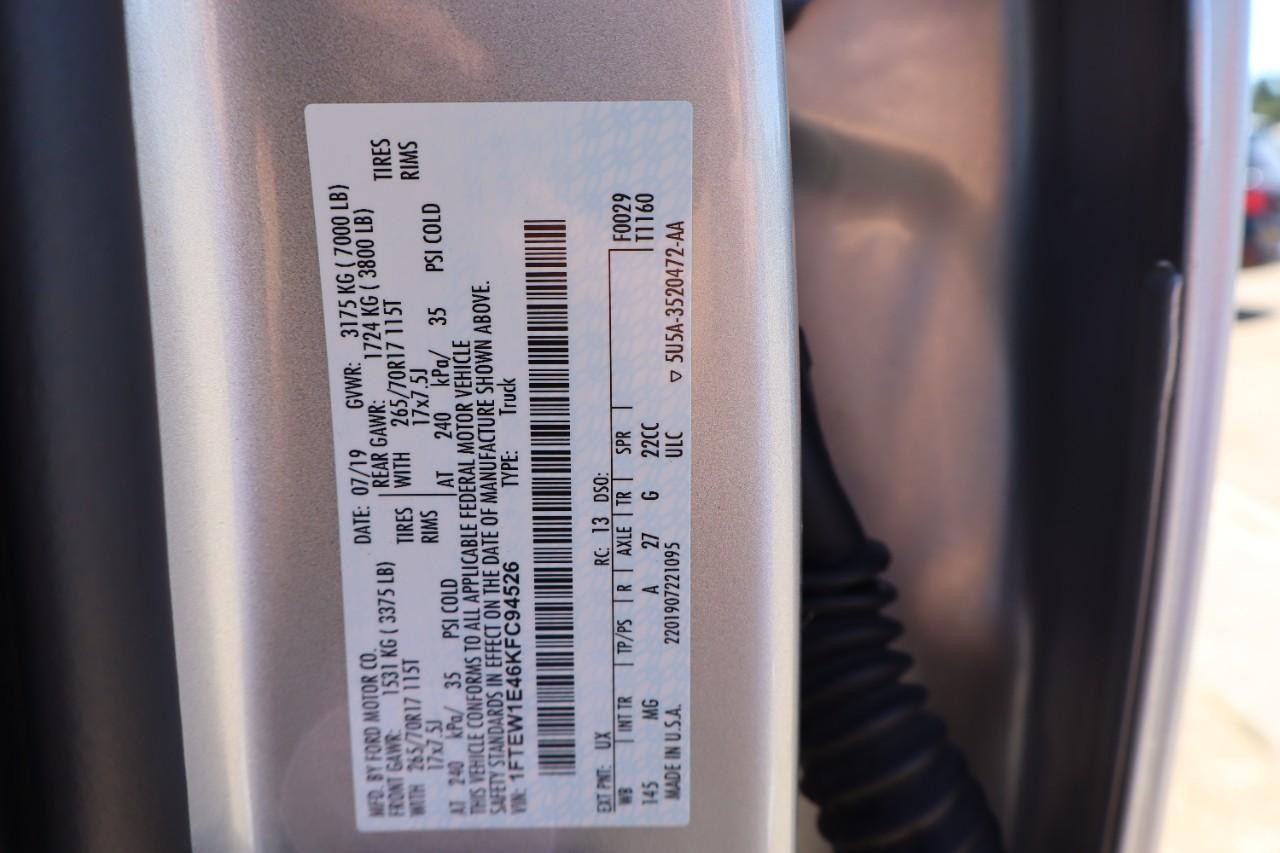 MFD. BY FORD MOTOR CO. DATE: 07/19 GVWR: 3175 KG ( 7000 LB)
FRONT GAWR: 1531 KG ( 3375 LB) REAR GAWR: 1724 KG ( 3800 LB)
WITH 265/70R17 115T TIRES WITH 265/70R17 115T TIRES
17x7.5J RIMS 17x7.5J RIMS
AT 240 kPa/ 35 PSI COLD AT 240 kPa/ 35 PSI COLD
THIS VEHICLE CONFORMS TO ALL APPLICABLE FEDERAL MOTOR VEHICLE
SAFETY STANDARDS IN EFFECT ON THE DATE OF MANUFACTURE SHOWN ABOVE.
VIN: 1FTEW1E46KFC94526 TYPE: Truck
EXT PNT: UX RC: 13 DSO: F0029
WB INT TR TP/PS R AXLE TR SPR T1160
145 MG A 27 G 22CC
MADE IN U.S.A. 2201907221095 ULC ▽ 5U5A-3520472-AA